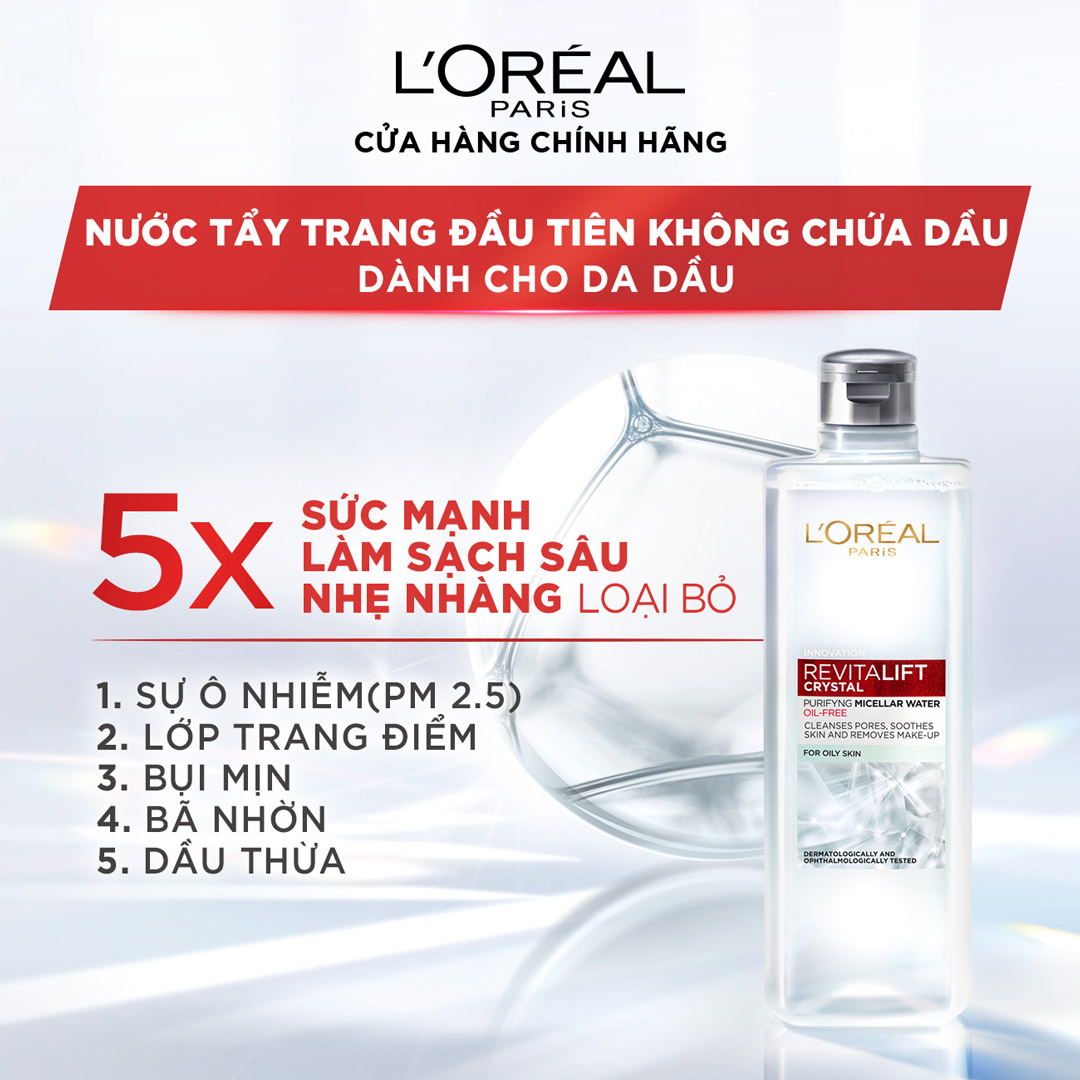 L'ORÉAL
PARiS
CỬA HÀNG CHÍNH HÃNG
NƯỚC TẨY TRANG ĐẦU TIÊN KHÔNG CHỨA DẦU
DÀNH CHO DA DẦU
5X
SỨC MẠNH
LÀM SẠCH SÂU
NHẸ NHÀNG LOẠI BỎ
1. SỰ Ô NHIỄM(PM 2.5)
2. LỚP TRANG ĐIỂM
3. BỤI MỊN
4. BÃ NHỜN
5. DẦU THỪA
L'ORÉAL
PARiS
INNOVATION
REVITALIFT
CRYSTAL
PURIFYNG MICELLAR WATER
OIL-FREE
CLEANSES PORES, SOOTHES
SKIN AND REMOVES MAKE-UP
FOR OILY SKIN
DERMATOLOGICALLY AND
OPHTHALMOLOGICALLY TESTED